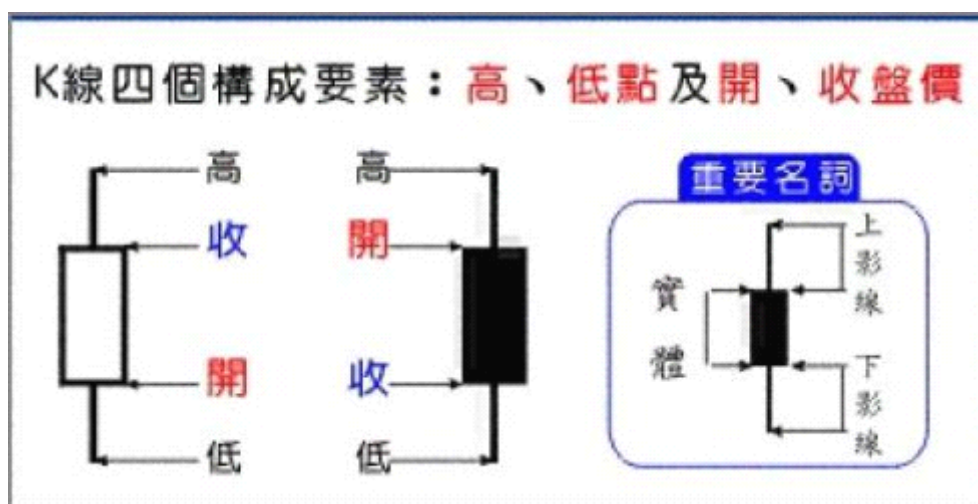 K線四個構成要素：高、低點及開、收盤價
高
收
開
低
高
開
收
低
重要名詞
實體
上影線
下影線